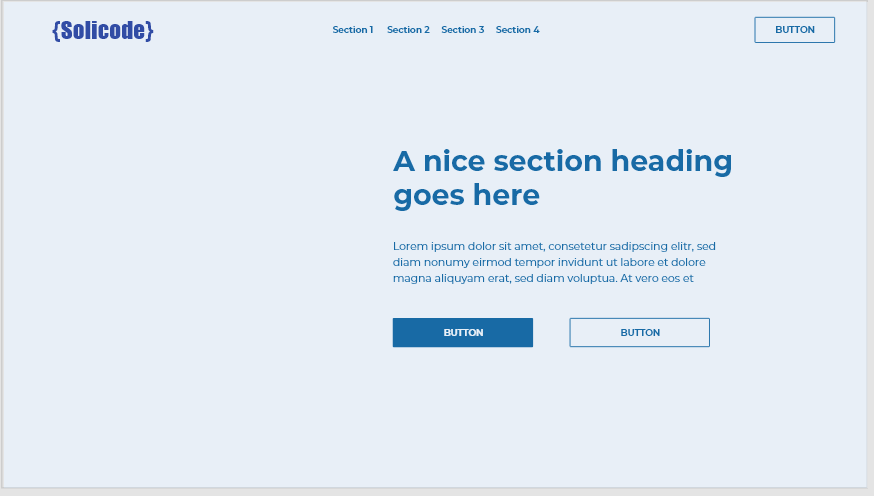 {Solicode}
Section 1 Section 2 Section 3 Section 4
BUTTON
A nice section heading
goes here
Lorem ipsum dolor sit amet, consetetur sadipscing elitr, sed
diam nonumy eirmod tempor invidunt ut labore et dolore
magna aliquyam erat, sed diam voluptua. At vero eos et
BUTTON
BUTTON